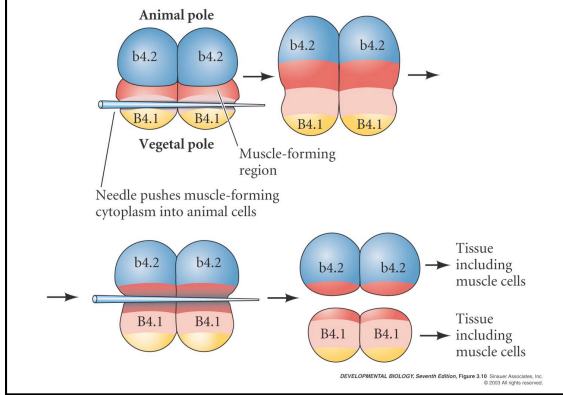 Animal pole
b4.2 b4.2
b4.2 b4.2
B4.1 B4.1
B4.1 B4.1
Vegetal pole
Muscle-forming
region
Needle pushes muscle-forming
cytoplasm into animal cells
b4.2 b4.2
B4.1 B4.1
b4.2 b4.2
Tissue
including
muscle cells
B4.1 B4.1
Tissue
including
muscle cells
DEVELOPMENTAL BIOLOGY, Seventh Edition, Figure 3.10 Sinauer Associates, Inc.
© 2003 All rights reserved.